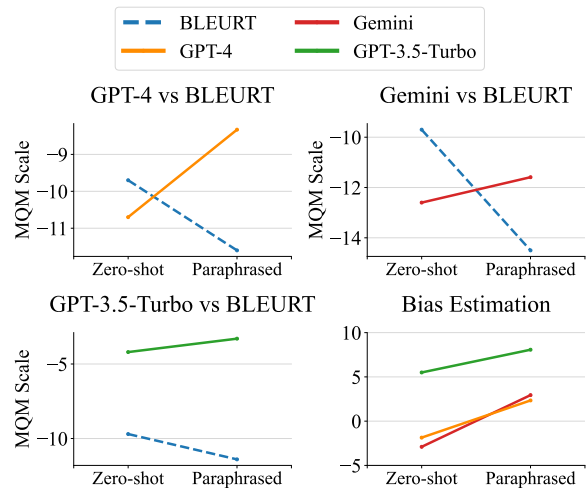 BLEURT Gemini
GPT-4 GPT-3.5-Turbo
GPT-4 vs BLEURT
MQM Scale
−9
−10
−11
Zero-shot Paraphrased
Gemini vs BLEURT
MQM Scale
−10
−12
−14
Zero-shot Paraphrased
GPT-3.5-Turbo vs BLEURT
MQM Scale
−5
−10
Zero-shot Paraphrased
Bias Estimation
10
5
0
−5
Zero-shot Paraphrased